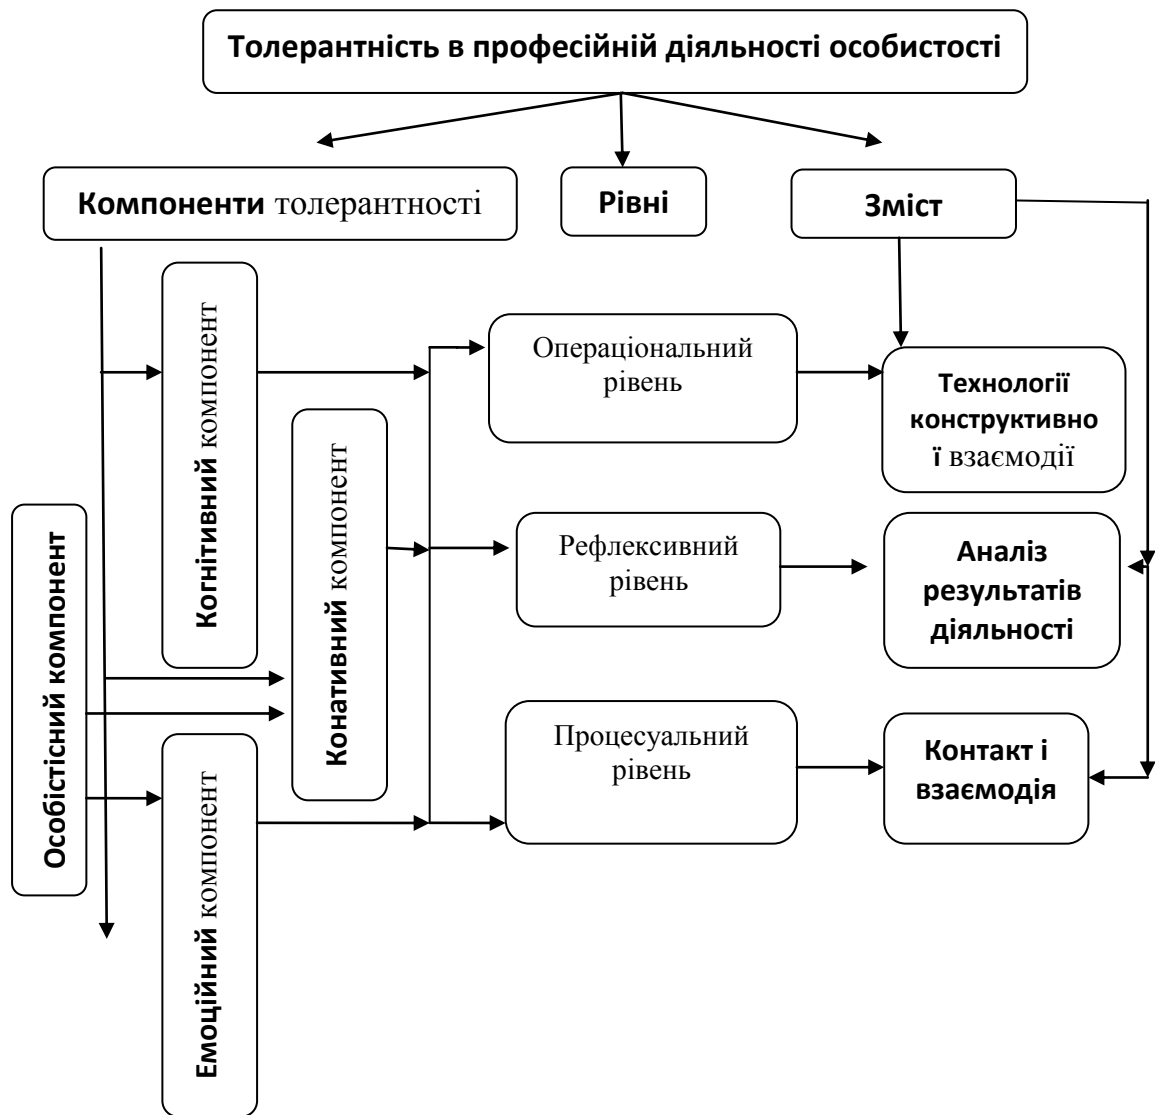 Толерантність в професійній діяльності особистості
Компоненти толерантності
Рівні
Зміст
Когнітивний компонент
Операціональний
рівень
Технології
конструктивно
ї взаємодії
Конативний компонент
Особістісний компонент
Рефлексивний
рівень
Аналіз
результатів
діяльності
Емоційний компонент
Процесуальний
рівень
Контакт і
взаємодія